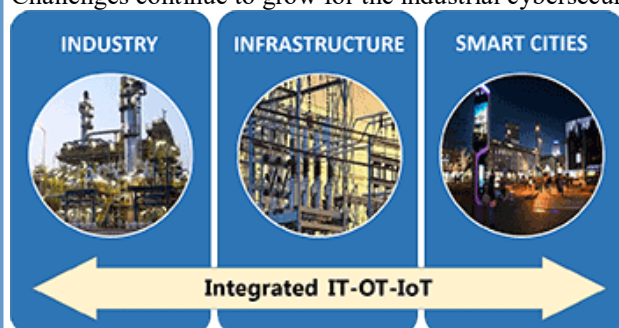 Challenges continue to grow for the industrial
INDUSTRY
INFRASTRUCTURE
SMART CITIES
Integrated IT-OT-IoT